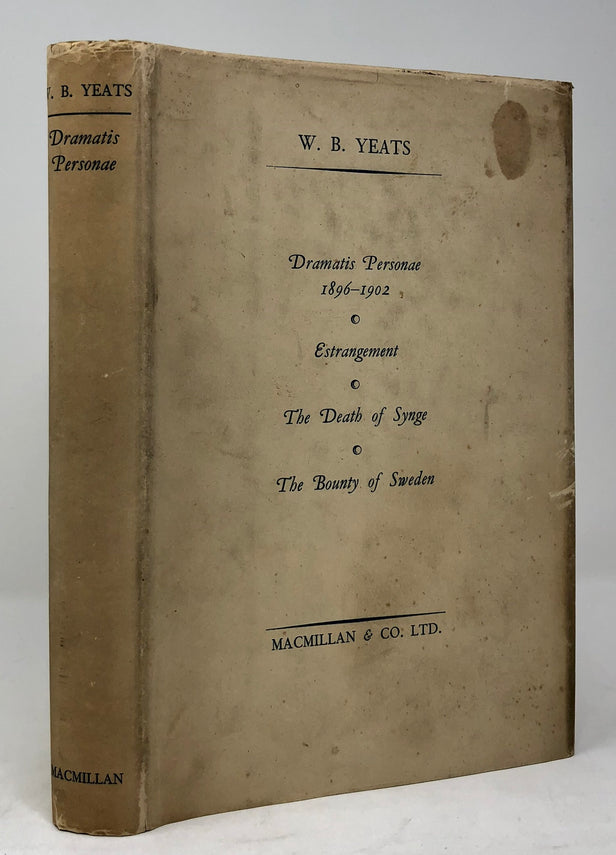 B. YEATS
Dramatis
Personae
MACMILLAN
W. B. YEATS
Dramatis Personae
1896–1902
Estrangement
The Death of Synge
The Bounty of Sweden
MACMILLAN & CO. LTD.